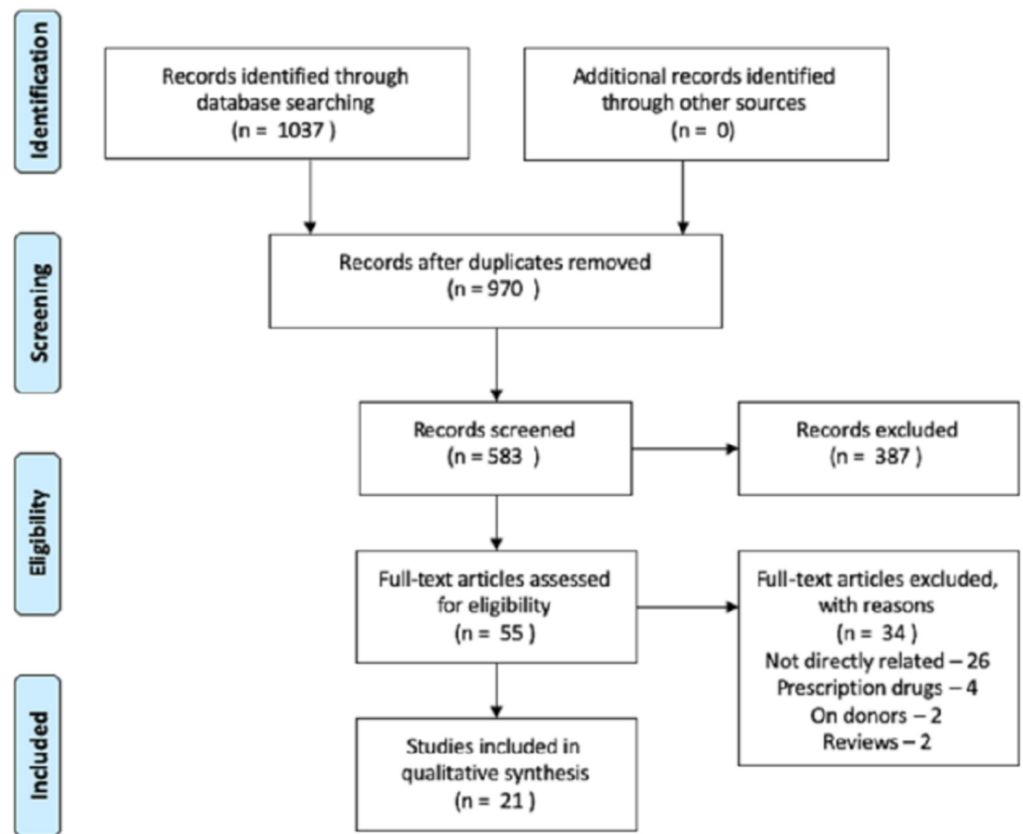 Identification
Records identified through
database searching
(n = 1037 )
Additional records identified
through other sources
(n = 0)
Screening
Records after duplicates removed
(n = 970 )
Records screened
(n = 583 )
Records excluded
(n = 387 )
Eligibility
Full-text articles assessed
for eligibility
(n = 55 )
Full-text articles excluded,
with reasons
(n = 34 )
Not directly related – 26
Prescription drugs – 4
On donors – 2
Reviews – 2
Included
Studies included in
qualitative synthesis
(n = 21 )